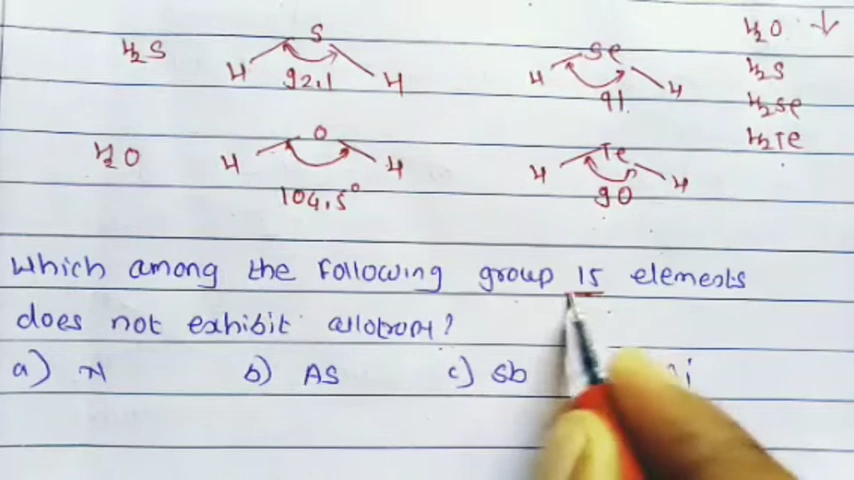 H2S S H H 92.1
Se H H 91
H2O ↓
H2S
H2Se
H2Te
H2O O H H 104.5°
Te H H 90
Which among the following group 15 elements
does not exhibit allotropy?
a) N b) AS c) Sb